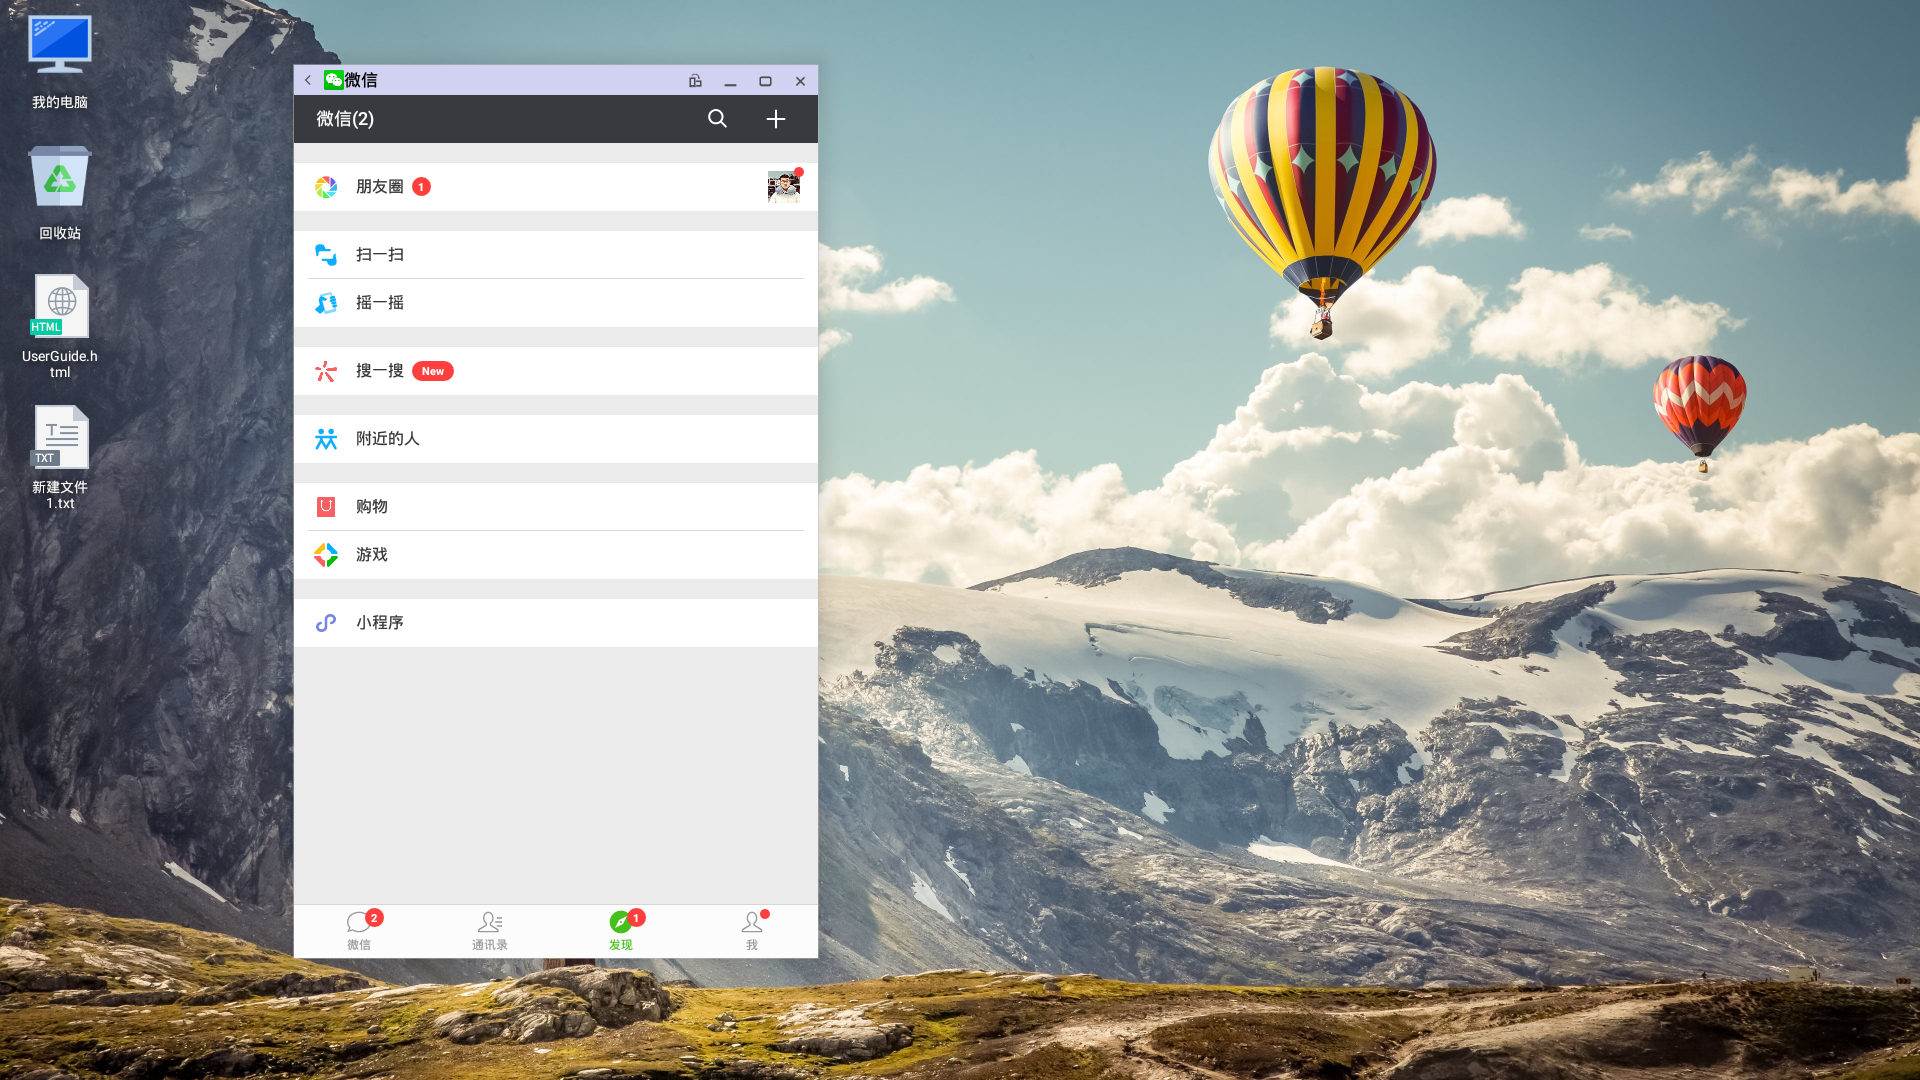 我的电脑
回收站
HTML
UserGuide.h
tml
TXT
新建文件
1.txt
微信
微信(2)
朋友圈 1
扫一扫
摇一摇
搜一搜 New
附近的人
购物
游戏
小程序
2
微信
通讯录
1
发现
我